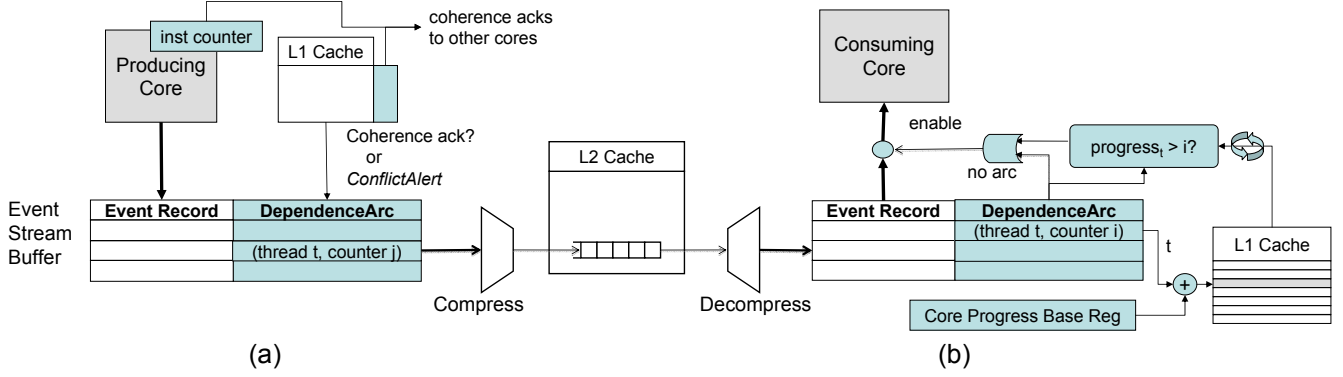 inst counter
Producing
Core
L1 Cache
coherence acks
to other cores
Coherence ack?
or
ConflictAlert
Event
Stream
Buffer
Event Record
DependenceArc
(thread t, counter j)
Compress
L2 Cache
Decompress
(a)
Consuming
Core
enable
no arc
progressₜ > i?
Event Record
DependenceArc
(thread t, counter i)
t
L1 Cache
+
Core Progress Base Reg
(b)